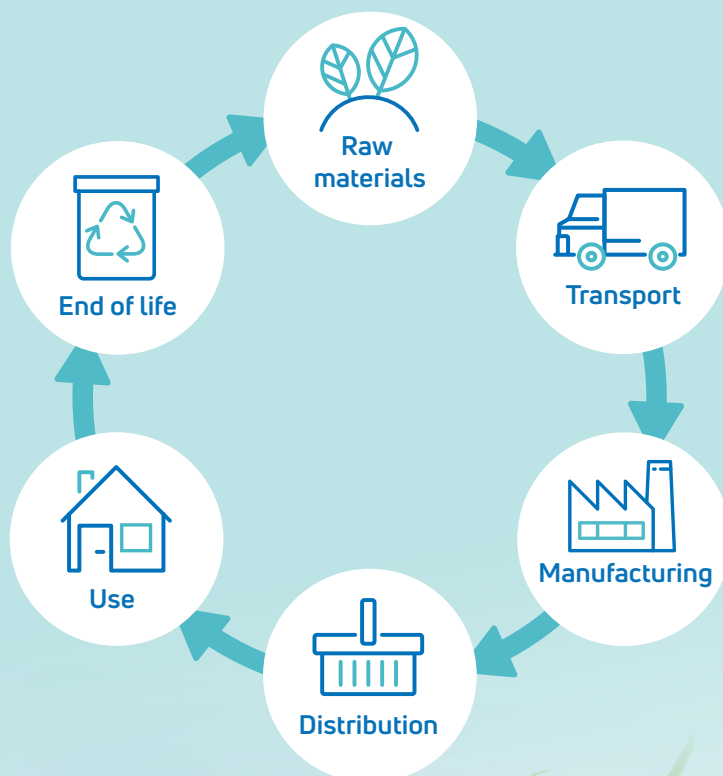 Raw
materials
Transport
Manufacturing
Distribution
Use
End of life